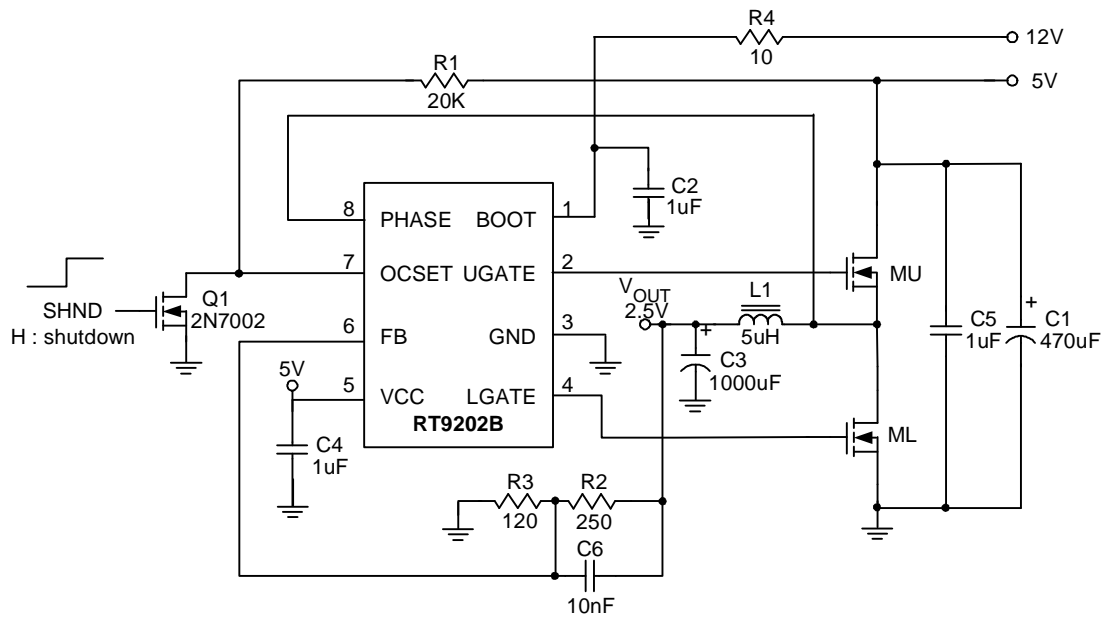 R4
10
12V
R1
20K
5V
C2
1uF
8
PHASE
BOOT
1
7
OCSET
UGATE
2
MU
SHND
H : shutdown
Q1
2N7002
6
FB
GND
3
VOUT
2.5V
L1
5uH
C3
1000uF
C5
1uF
+
C1
470uF
+
5V
5
VCC
LGATE
4
RT9202B
ML
C4
1uF
R3
120
R2
250
C6
10nF